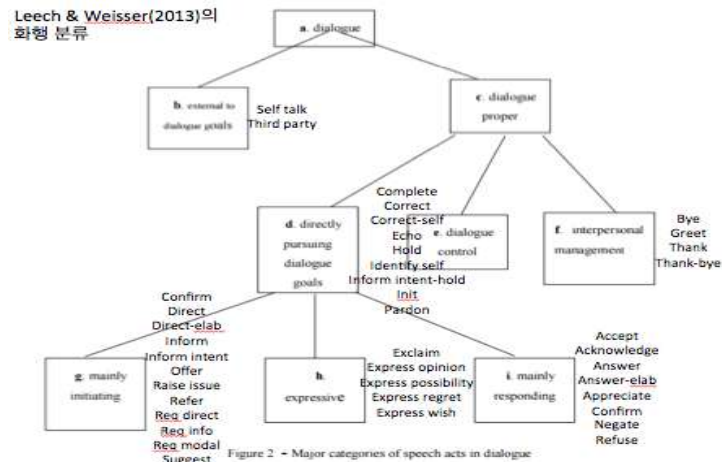 Leech & Weisser(2013)의
화행 분류
a. dialogue
b. external to
dialogue goals
Self talk
Third party
c. dialogue
proper
d. directly
pursuing
dialogue
goals
Complete
Correct
Correct-self
Echo
Hold
Identify self
Inform intent-hold
Init
Pardon
e. dialogue
control
f. interpersonal
management
Bye
Greet
Thank
Thank-bye
Confirm
Direct
Direct-elab
Inform
Inform intent
Offer
Raise issue
Refer
Req direct
Req info
Req modal
Suggest
g. mainly
initiating
h.
expressive
Exclaim
Express opinion
Express possibility
Express regret
Express wish
i. mainly
responding
Accept
Acknowledge
Answer
Answer-elab
Appreciate
Confirm
Negate
Refuse
Figure 2 - Major categories of speech acts in dialogue